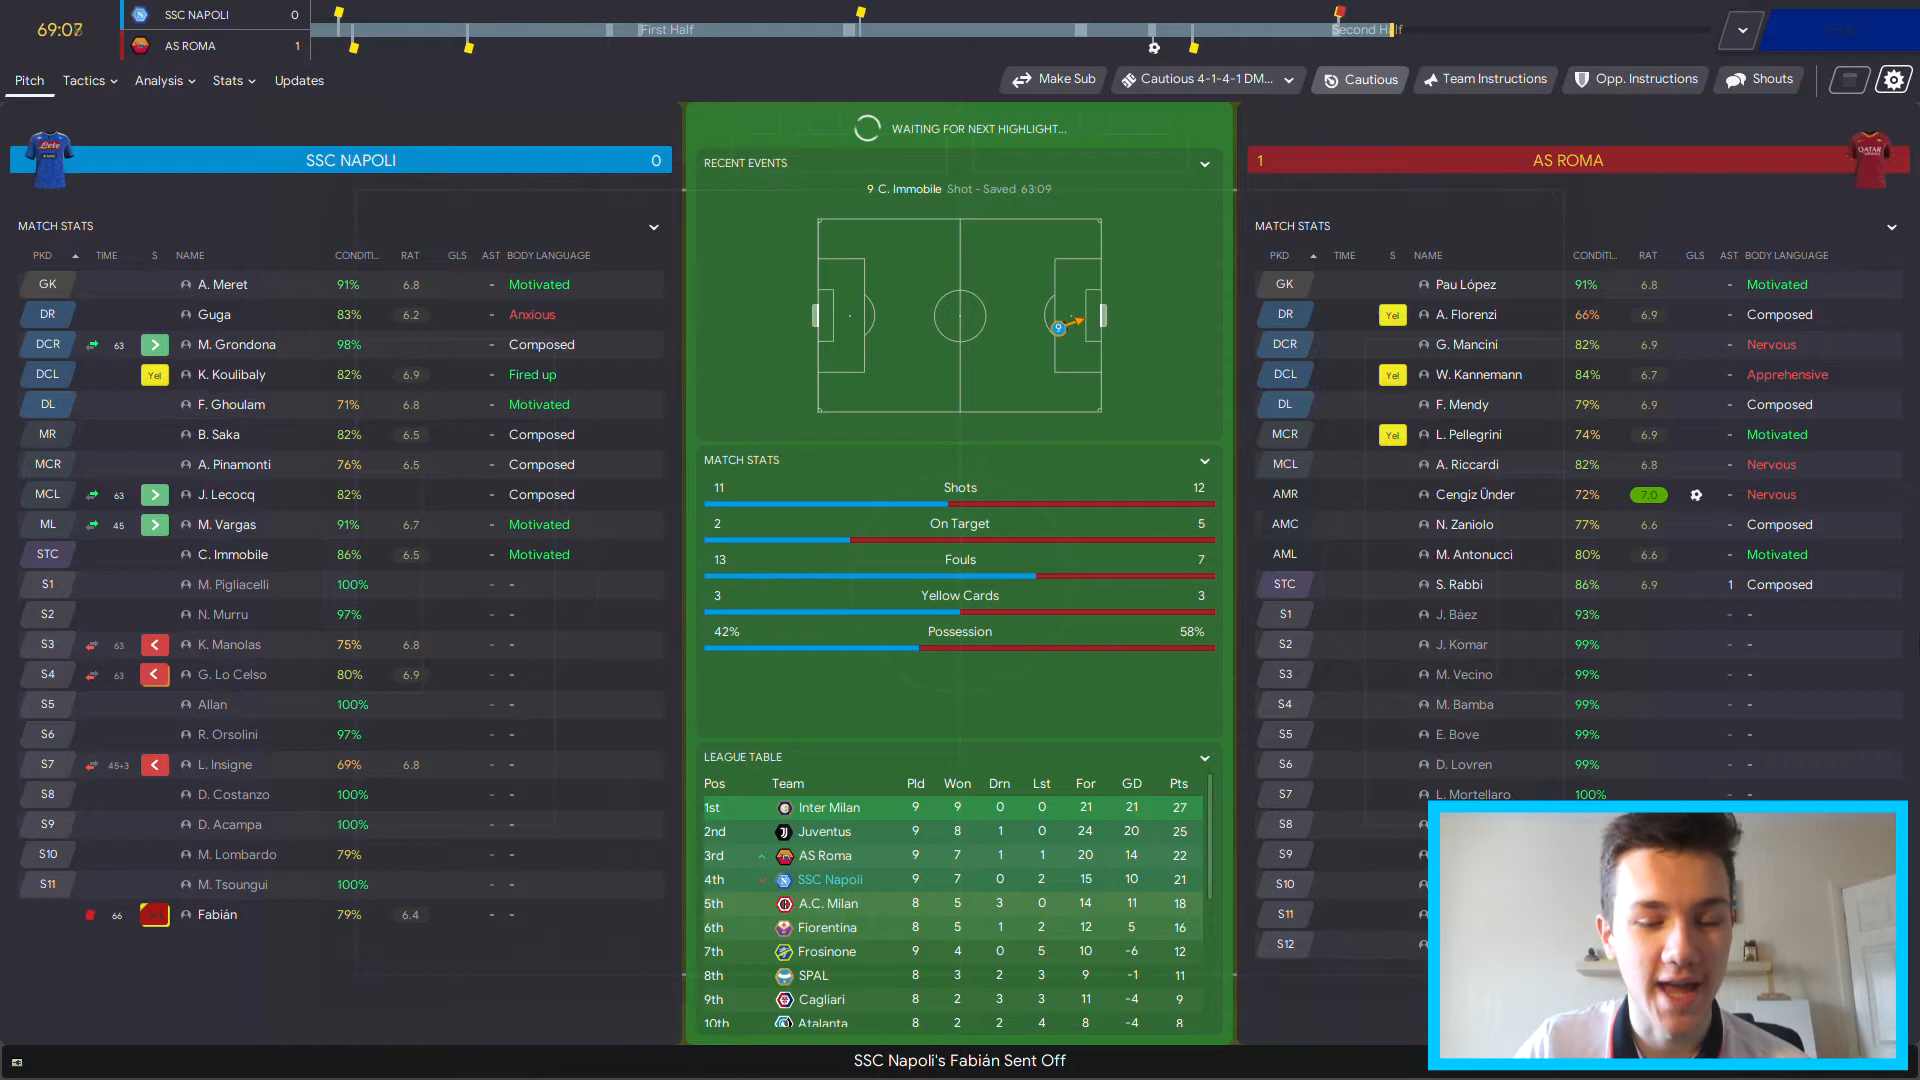 69:07 SSC NAPOLI 0
AS ROMA 1
First Half Second Half
Pitch Tactics Analysis Stats Updates Make Sub Cautious 4-1-4-1 DM... Cautious Team Instructions Opp. Instructions Shouts
SSC NAPOLI 0
MATCH STATS
PKD TIME S NAME CONDITI... RAT GLS AST BODY LANGUAGE
GK A. Meret 91% 6.8 - Motivated
DR Guga 83% 6.2 - Anxious
DCR 63 M. Grondona 98% - Composed
DCL Yel K. Koulibaly 82% 6.9 - Fired up
DL F. Ghoulam 71% 6.8 - Motivated
MR B. Saka 82% 6.5 - Composed
MCR A. Pinamonti 76% 6.5 - Composed
MCL 63 J. Lecocq 82% - Composed
ML 45 M. Vargas 91% 6.7 - Motivated
STC C. Immobile 86% 6.5 - Motivated
S1 M. Pigliacelli 100% - -
S2 N. Murru 97% - -
S3 63 K. Manolas 75% 6.8 - -
S4 63 G. Lo Celso 80% 6.9 - -
S5 Allan 100% - -
S6 R. Orsolini 97% - -
S7 45+3 L. Insigne 69% 6.8 - -
S8 D. Costanzo 100% - -
S9 D. Acampa 100% - -
S10 M. Lombardo 79% - -
S11 M. Tsoungui 100% - -
66 Fabián 79% 6.4 - -
WAITING FOR NEXT HIGHLIGHT...
RECENT EVENTS
9 C. Immobile Shot - Saved 63:09
9
MATCH STATS
11 Shots 12
2 On Target 5
13 Fouls 7
3 Yellow Cards 3
42% Possession 58%
LEAGUE TABLE
Pos Team Pld Won Drn Lst For GD Pts
1st Inter Milan 9 9 0 0 21 21 27
2nd Juventus 9 8 1 0 24 20 25
3rd AS Roma 9 7 1 1 20 14 22
4th SSC Napoli 9 7 0 2 15 10 21
5th A.C. Milan 8 5 3 0 14 11 18
6th Fiorentina 8 5 1 2 12 5 16
7th Frosinone 9 4 0 5 10 -6 12
8th SPAL 8 3 2 3 9 -1 11
9th Cagliari 8 2 3 3 11 -4 9
10th Atalanta 8 2 2 4 8 -4 8
1 AS ROMA
QATAR
MATCH STATS
PKD TIME S NAME CONDITI... RAT GLS AST BODY LANGUAGE
GK Pau López 91% 6.8 - Motivated
DR Yel A. Florenzi 66% 6.9 - Composed
DCR G. Mancini 82% 6.9 - Nervous
DCL Yel W. Kannemann 84% 6.7 - Apprehensive
DL F. Mendy 79% 6.9 - Composed
MCR Yel L. Pellegrini 74% 6.9 - Motivated
MCL A. Riccardi 82% 6.8 - Nervous
AMR Cengiz Ünder 72% 7.0 - Nervous
AMC N. Zaniolo 77% 6.6 - Composed
AML M. Antonucci 80% 6.6 - Motivated
STC S. Rabbi 86% 6.9 1 Composed
S1 J. Báez 93% - -
S2 J. Komar 99% - -
S3 M. Vecino 99% - -
S4 M. Bamba 99% - -
S5 E. Bove 99% - -
S6 D. Lovren 99% - -
S7 L. Mortellaro 100% - -
S8
S9
S10
S11
S12
SSC Napoli's Fabián Sent Off